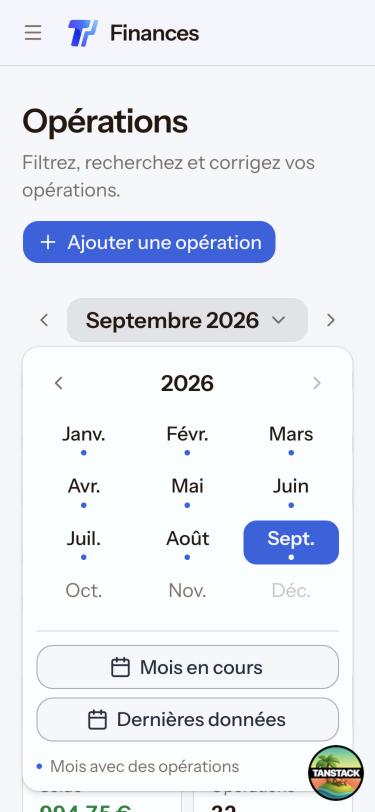 Finances
Opérations
Filtrez, recherchez et corrigez vos
opérations.
Ajouter une opération
Septembre 2026
2026
Janv. Févr. Mars
Avr. Mai Juin
Juil. Août Sept.
Oct. Nov. Déc.
Mois en cours
Dernières données
Mois avec des opérations
TANSTACK